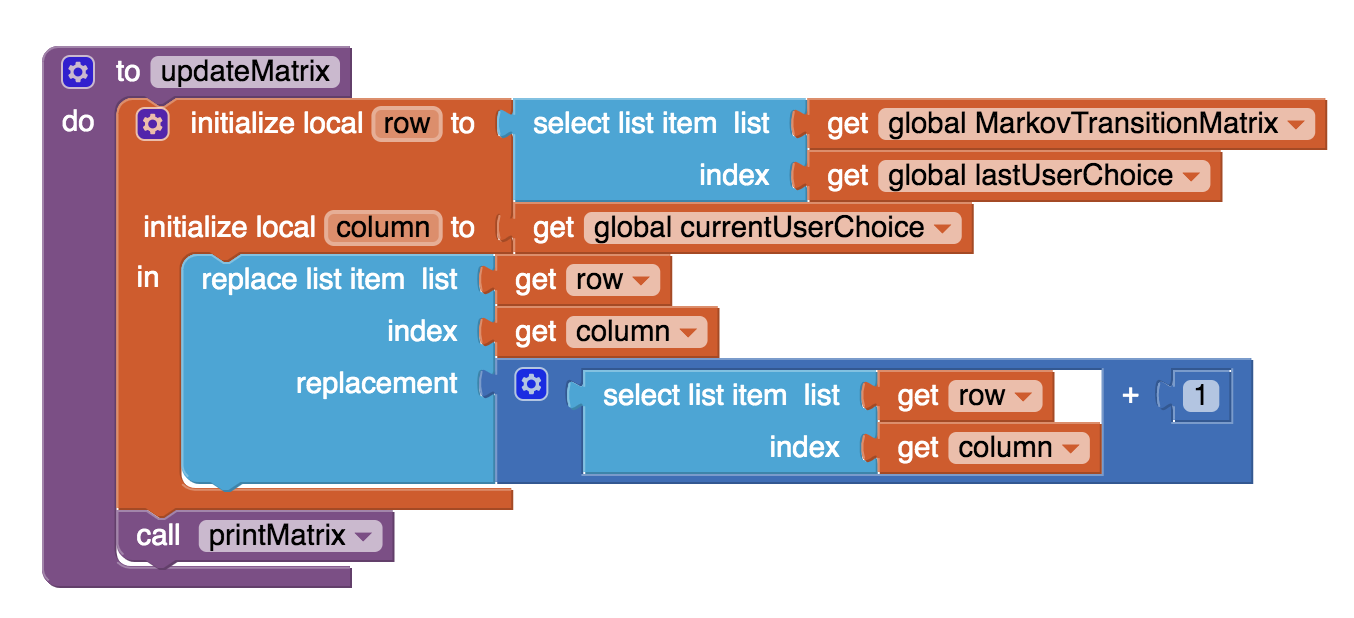 to updateMatrix
do initialize local row to select list item list get global MarkovTransitionMatrix
index get global lastUserChoice
initialize local column to get global currentUserChoice
in replace list item list get row
index get column
replacement select list item list get row + 1
index get column
call printMatrix